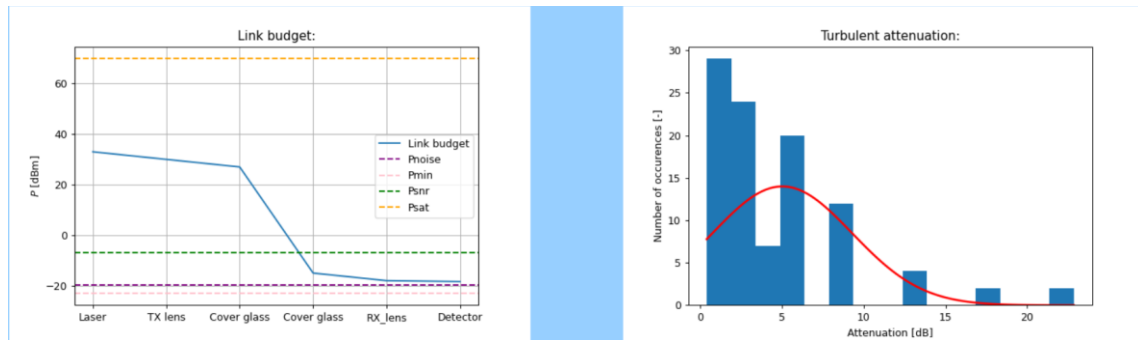 Link budget:
P [dBm]
60
40
20
0
−20
Link budget
Pnoise
Pmin
Psnr
Psat
Laser TX lens Cover glass Cover glass RX_lens Detector
Turbulent attenuation:
Number of occurences [-]
30
25
20
15
10
5
0
0 5 10 15 20
Attenuation [dB]